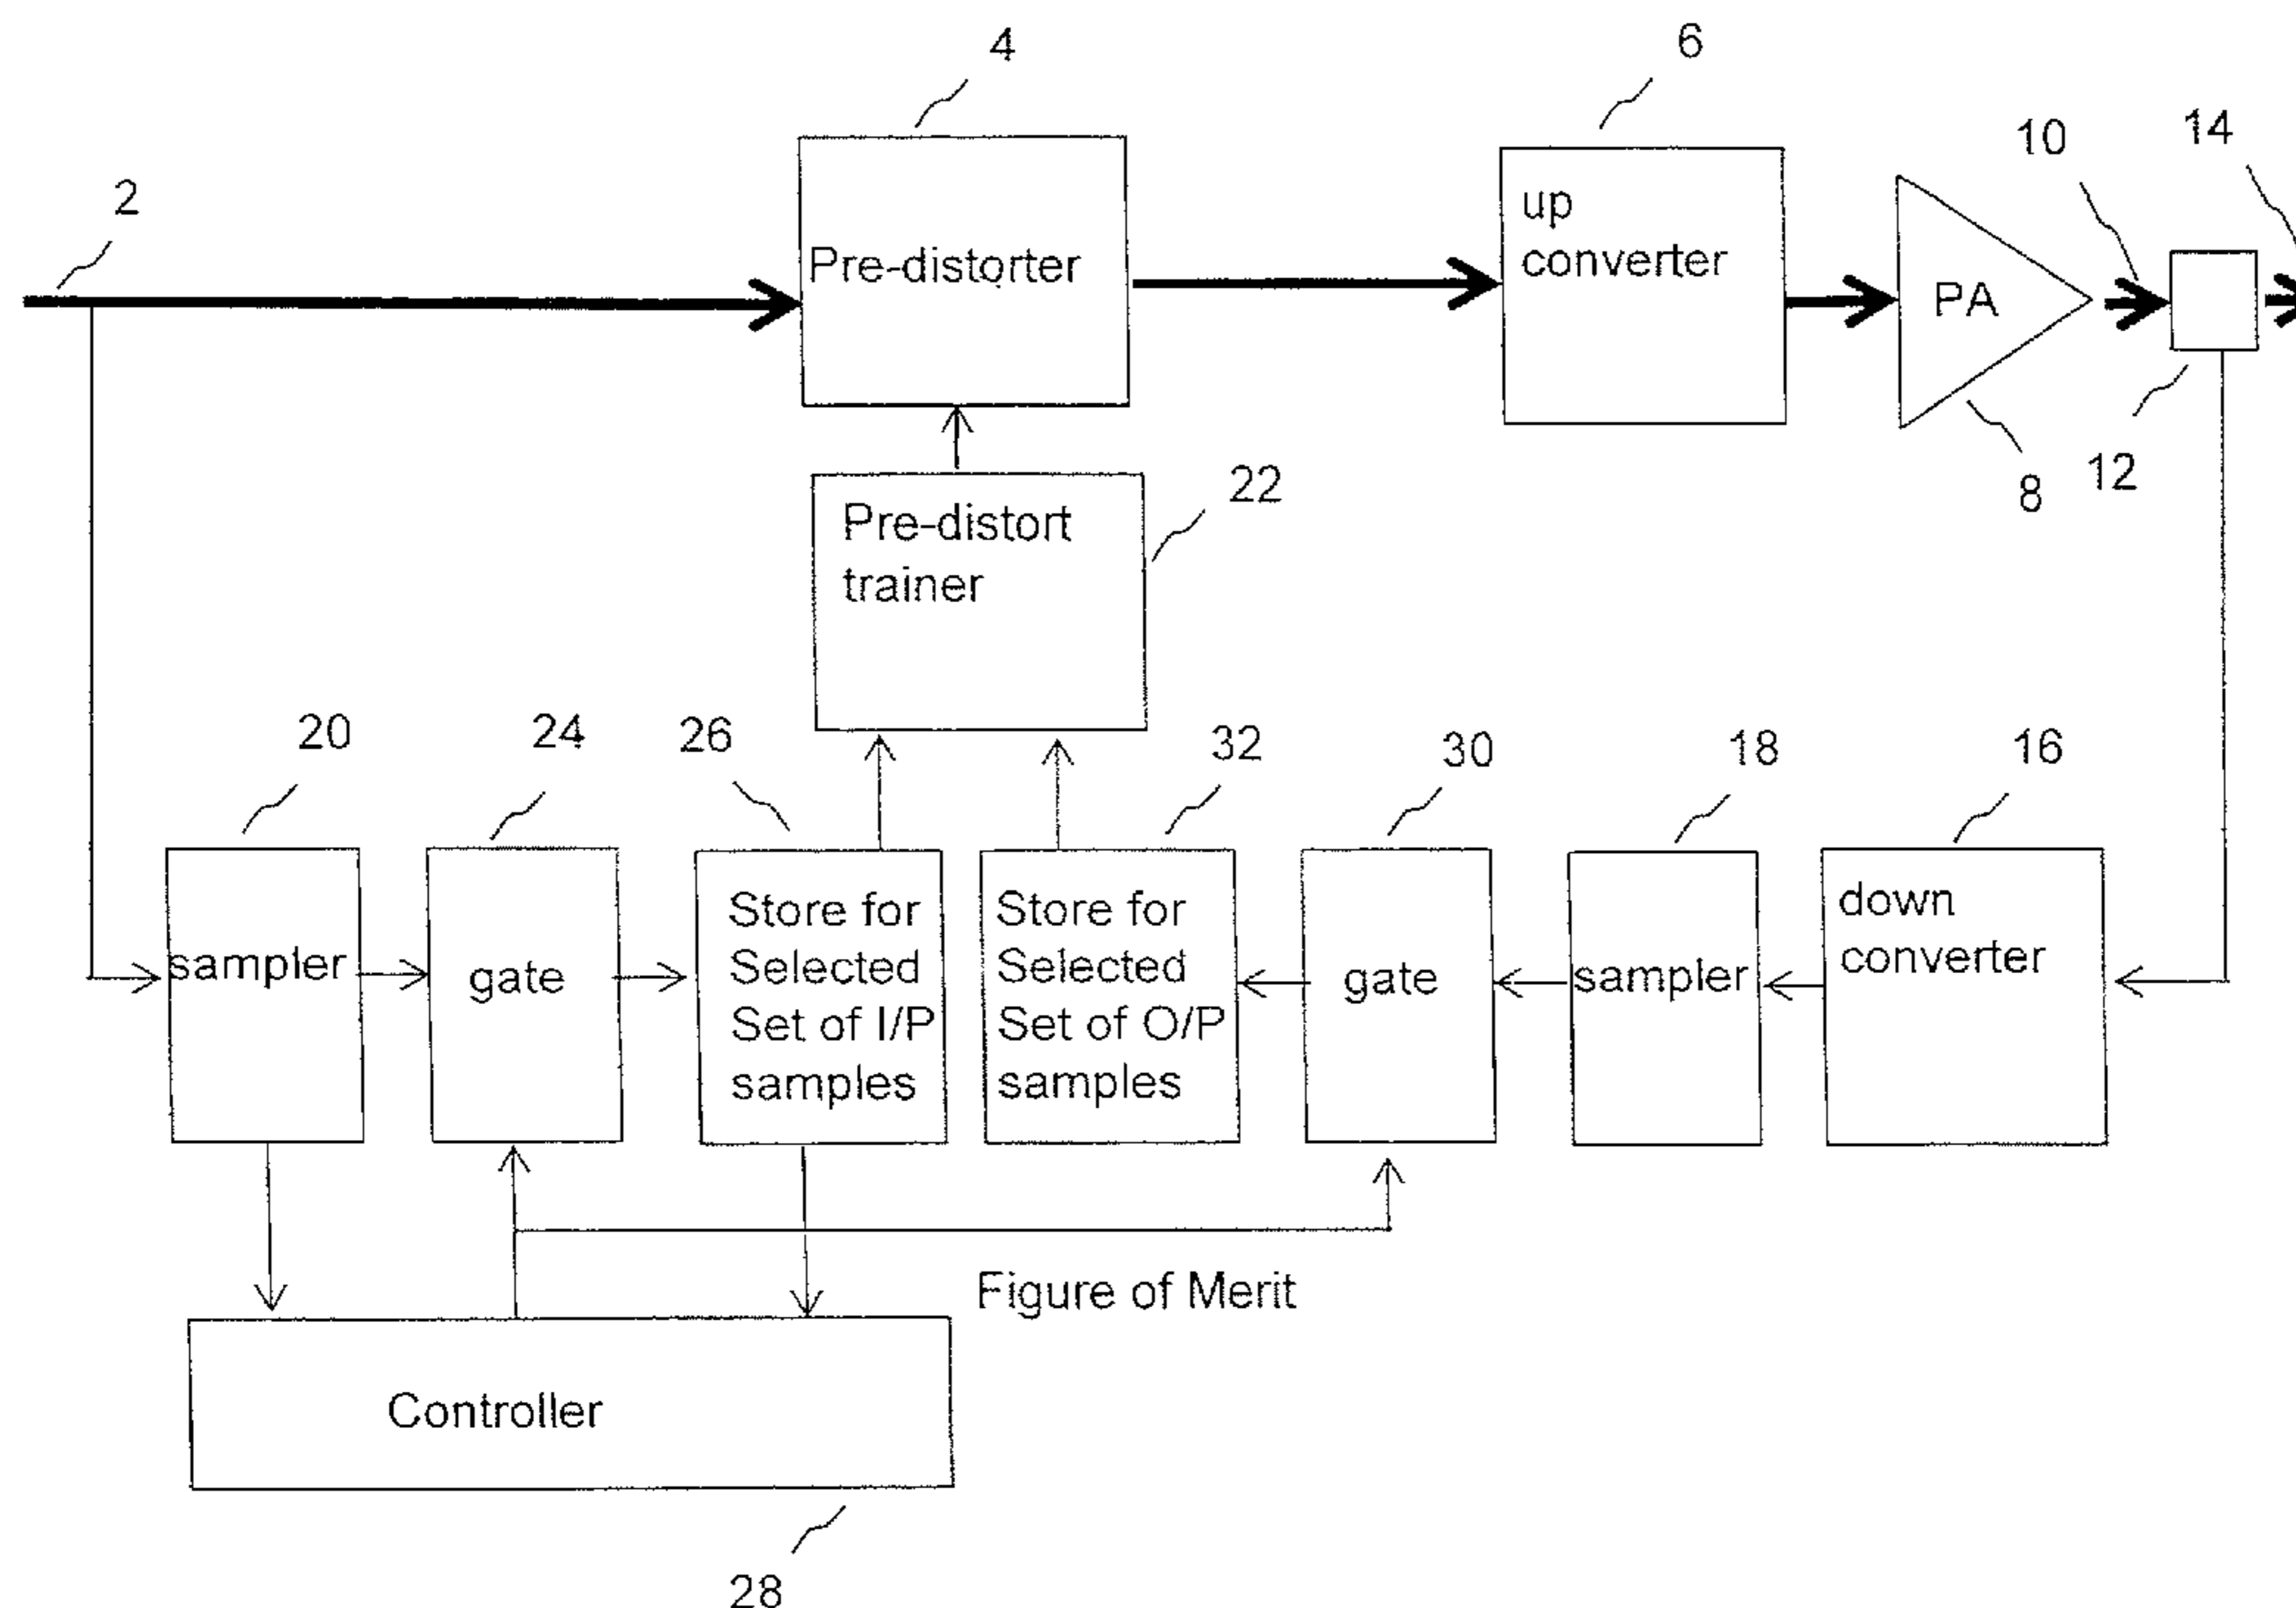 4
6
10
14
2
up
converter
Pre-distorter
PA
22
12
8
Pre-distort
trainer
20
24
26
32
30
18
16
sampler
gate
Store for
Selected
Set of I/P
samples
Store for
Selected
Set of O/P
samples
gate
sampler
down
converter
Figure of Merit
Controller
28